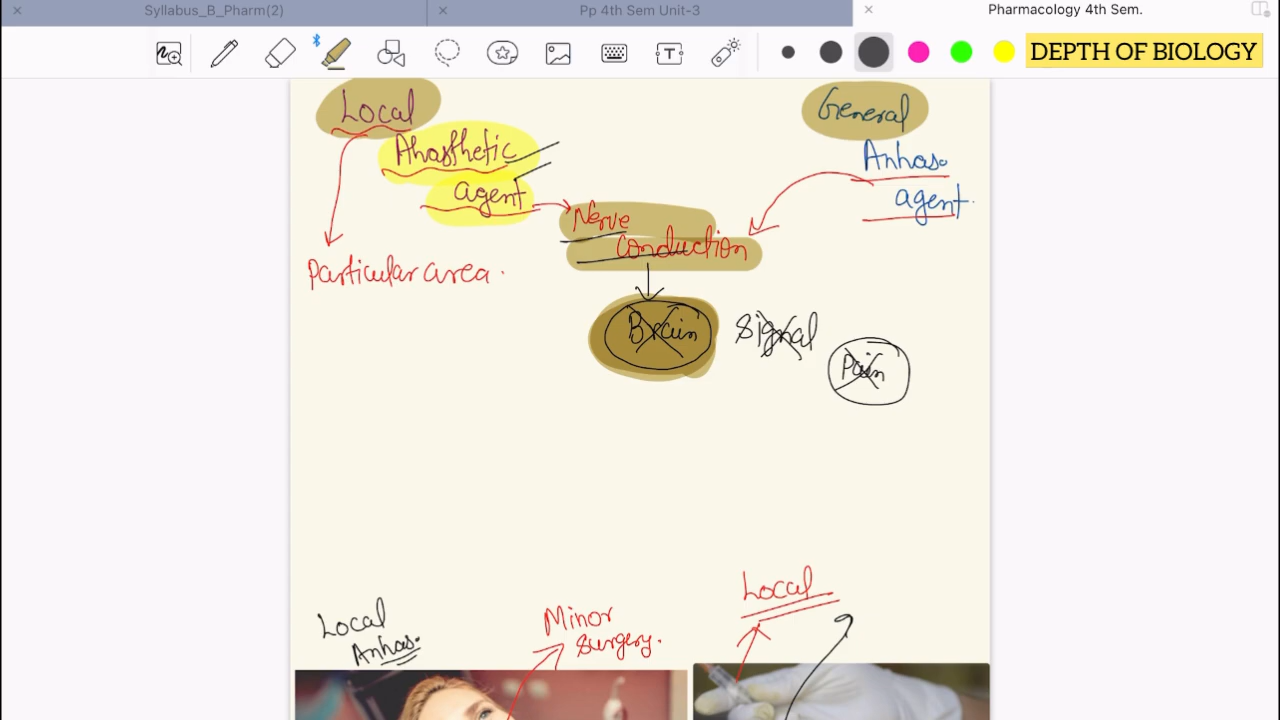 Syllabus_B_Pharm(2)
Pp 4th Sem Unit-3
Pharmacology 4th Sem.
T
DEPTH OF BIOLOGY
Local
Anasthetic
agent
General
Anhas.
agent.
Nerve
conduction
Particular area.
Brain
Signal
Pain
Local
Anhas.
Minor
Surgery.
Local